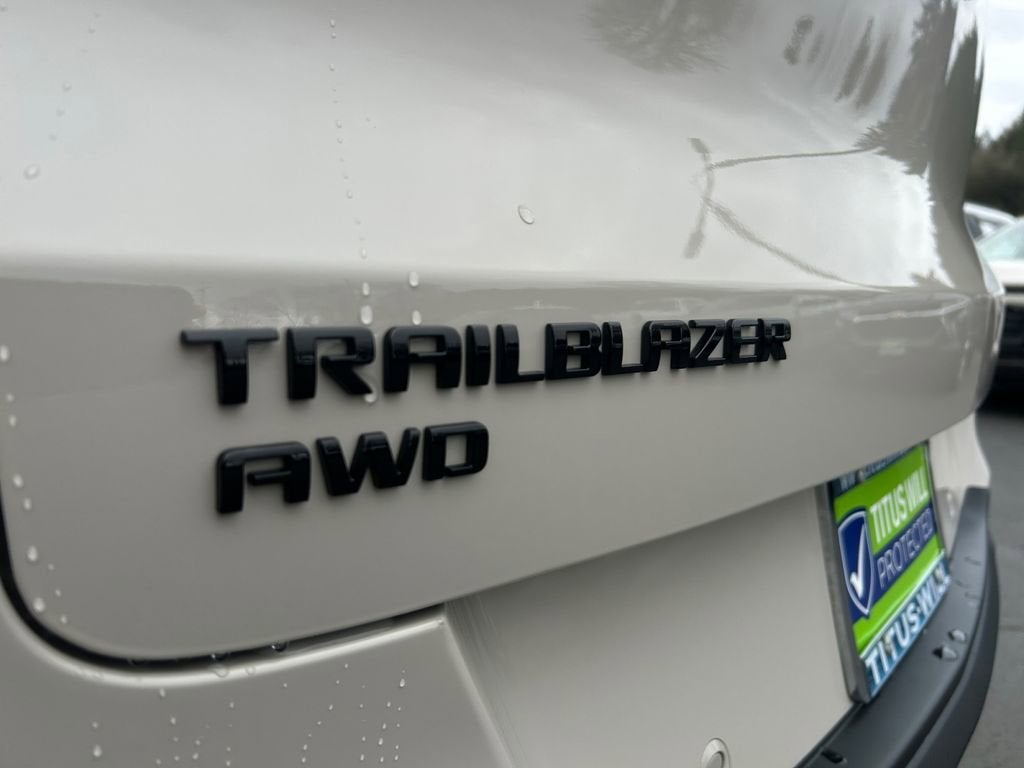 TRAILBLAZER
AWD
TITUS WILL
PROTECTED
TITUS-WILL